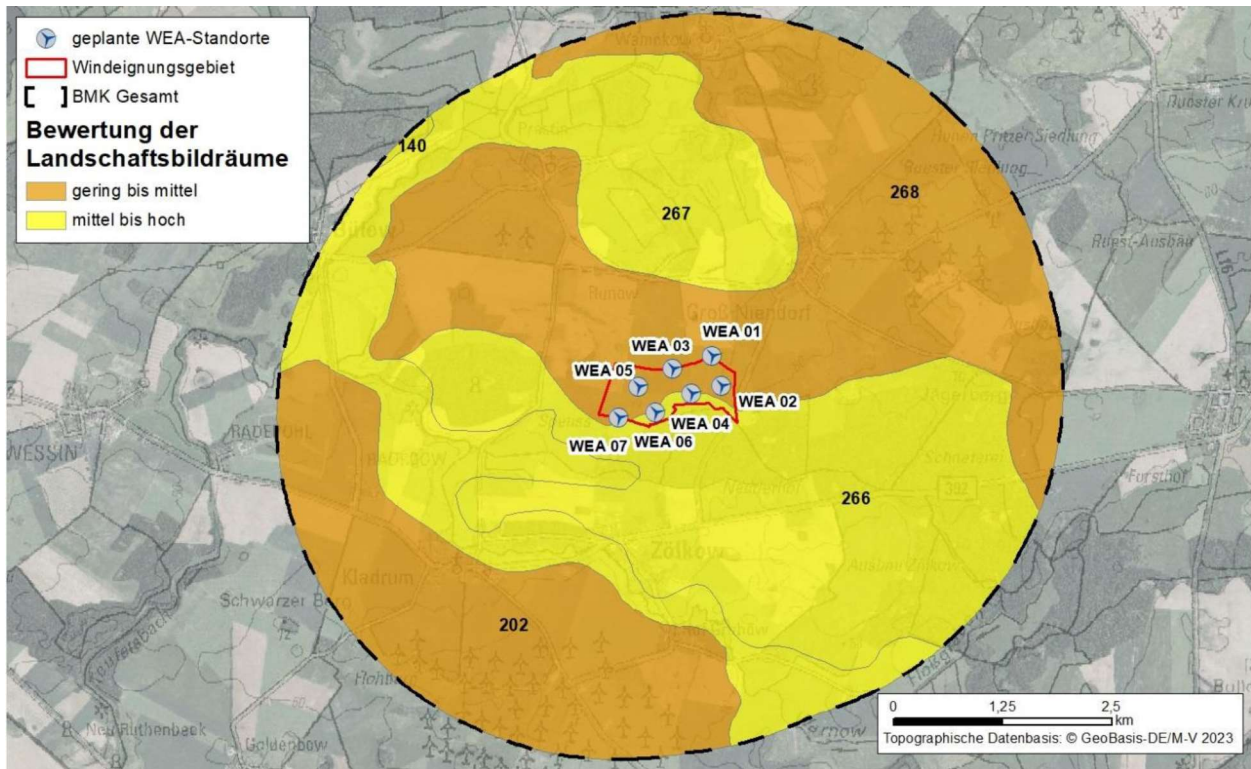 geplante WEA-Standorte
Windeignungsgebiet
BMK Gesamt
Bewertung der
Landschaftsbildräume
gering bis mittel
mittel bis hoch
140
267
268
Prestin
Bülow
Runow
Groß Niendorf
WEA 01
WEA 03
WEA 05
WEA 02
WEA 04
WEA 07
WEA 06
WESSIN
RADEPOHL
Ruest-Ausbau
Schwarzer Berg
Kladrum
Zölkow
Ausbau Zölkow
Forsthof
392
266
202
Neu Ruthenbeck
Goldenbow
0 1,25 2,5
km
Topographische Datenbasis: © GeoBasis-DE/M-V 2023